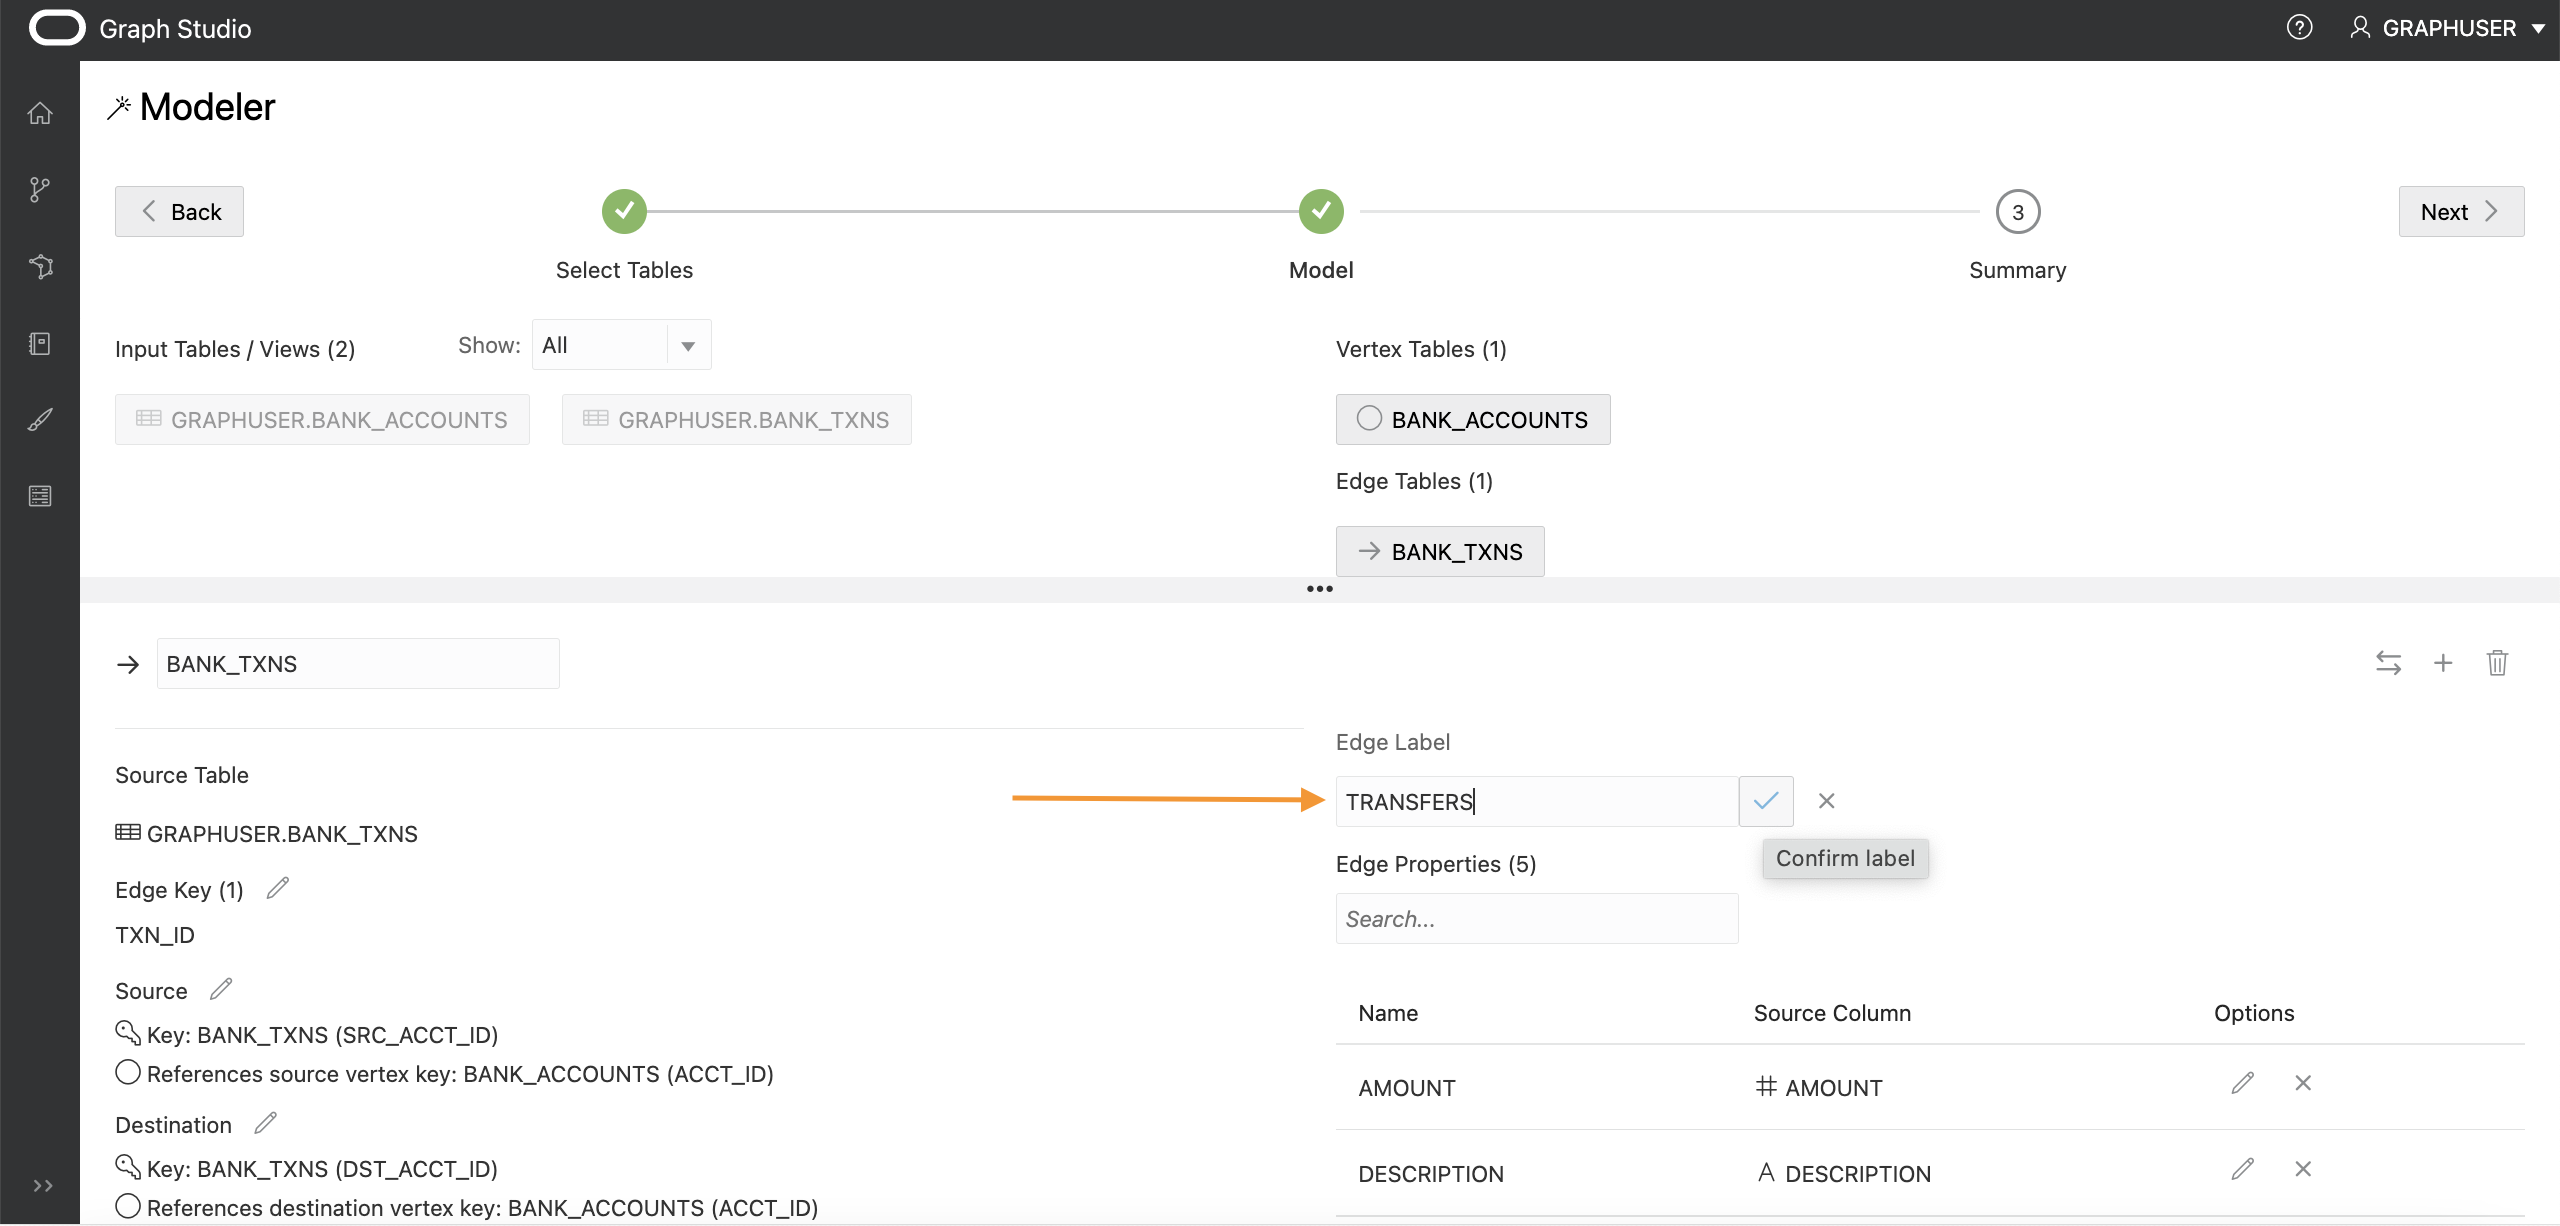 Graph Studio
GRAPHUSER
Modeler
Back
Next
3
Select Tables
Model
Summary
Input Tables / Views (2)
Show:
All
GRAPHUSER.BANK_ACCOUNTS
GRAPHUSER.BANK_TXNS
Vertex Tables (1)
BANK_ACCOUNTS
Edge Tables (1)
BANK_TXNS
BANK_TXNS
Source Table
GRAPHUSER.BANK_TXNS
Edge Key (1)
TXN_ID
Source
Key: BANK_TXNS (SRC_ACCT_ID)
References source vertex key: BANK_ACCOUNTS (ACCT_ID)
Destination
Key: BANK_TXNS (DST_ACCT_ID)
References destination vertex key: BANK_ACCOUNTS (ACCT_ID)
Edge Label
TRANSFERS
Confirm label
Edge Properties (5)
Search...
Name Source Column Options
AMOUNT # AMOUNT
DESCRIPTION A DESCRIPTION